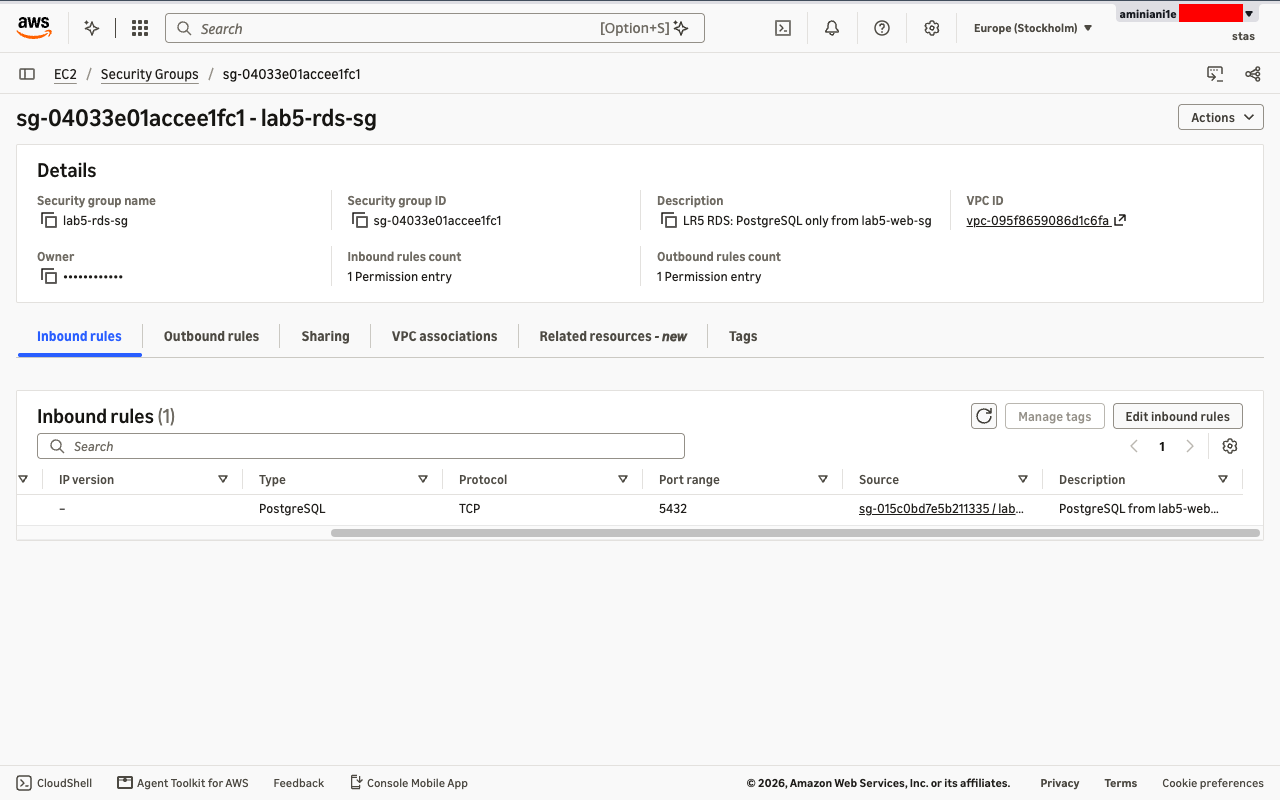 aws
Search
[Option+S]
Europe (Stockholm)
aminiani1e
stas
EC2 / Security Groups / sg-04033e01accee1fc1
sg-04033e01accee1fc1 - lab5-rds-sg
Actions
Details
Security group name
lab5-rds-sg
Security group ID
sg-04033e01accee1fc1
Description
LR5 RDS: PostgreSQL only from lab5-web-sg
VPC ID
vpc-095f8659086d1c6fa
Owner
••••••••••••
Inbound rules count
1 Permission entry
Outbound rules count
1 Permission entry
Inbound rules
Outbound rules
Sharing
VPC associations
Related resources - new
Tags
Inbound rules (1)
Manage tags
Edit inbound rules
Search
1
IP version Type Protocol Port range Source Description
– PostgreSQL TCP 5432 sg-015c0bd7e5b211335 / lab... PostgreSQL from lab5-web...
CloudShell
Agent Toolkit for AWS
Feedback
Console Mobile App
© 2026, Amazon Web Services, Inc. or its affiliates.
Privacy
Terms
Cookie preferences